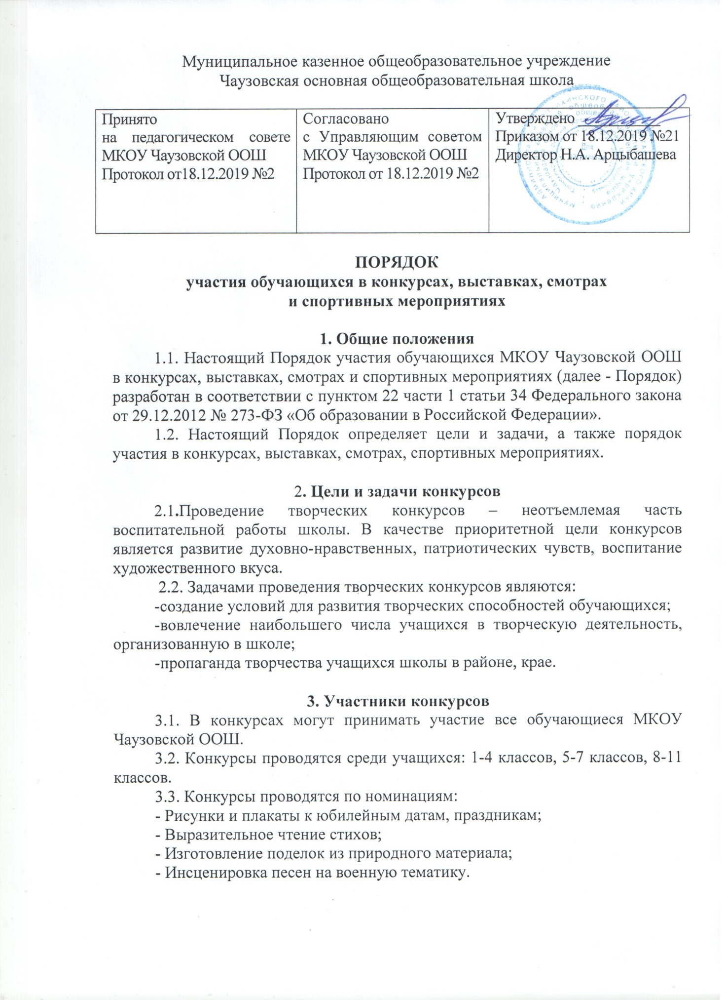 Муниципальное казенное общеобразовательное учреждение
Чаузовская основная общеобразовательная школа
Принято
на педагогическом совете
МКОУ Чаузовской ООШ
Протокол от18.12.2019 №2
Согласовано
с Управляющим советом
МКОУ Чаузовской ООШ
Протокол от 18.12.2019 №2
Утверждено
Приказом от 18.12.2019 №21
Директор Н.А. Арцыбашева
ПОРЯДОК
участия обучающихся в конкурсах, выставках, смотрах
и спортивных мероприятиях
1. Общие положения
1.1. Настоящий Порядок участия обучающихся МКОУ Чаузовской ООШ
в конкурсах, выставках, смотрах и спортивных мероприятиях (далее - Порядок)
разработан в соответствии с пунктом 22 части 1 статьи 34 Федерального закона
от 29.12.2012 № 273-ФЗ «Об образовании в Российской Федерации».
1.2. Настоящий Порядок определяет цели и задачи, а также порядок
участия в конкурсах, выставках, смотрах, спортивных мероприятиях.
2. Цели и задачи конкурсов
2.1.Проведение творческих конкурсов – неотъемлемая часть
воспитательной работы школы. В качестве приоритетной цели конкурсов
является развитие духовно-нравственных, патриотических чувств, воспитание
художественного вкуса.
2.2. Задачами проведения творческих конкурсов являются:
-создание условий для развития творческих способностей обучающихся;
-вовлечение наибольшего числа учащихся в творческую деятельность,
организованную в школе;
-пропаганда творчества учащихся школы в районе, крае.
3. Участники конкурсов
3.1. В конкурсах могут принимать участие все обучающиеся МКОУ
Чаузовской ООШ.
3.2. Конкурсы проводятся среди учащихся: 1-4 классов, 5-7 классов, 8-11
классов.
3.3. Конкурсы проводятся по номинациям:
- Рисунки и плакаты к юбилейным датам, праздникам;
- Выразительное чтение стихов;
- Изготовление поделок из природного материала;
- Инсценировка песен на военную тематику.